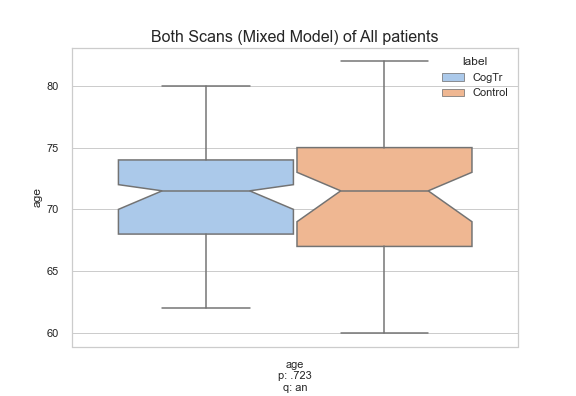 Both Scans (Mixed Model) of All patients
label
CogTr
Control
80
75
70
65
60
age
age
p: .723
q: an